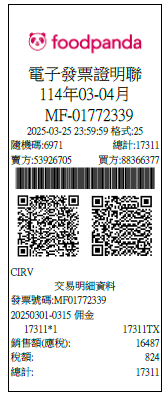 foodpanda
電子發票證明聯
114年03-04月
MF-01772339
2025-03-25 23:59:59 格式:25
隨機碼:6971 總計:17311
賣方:53926705 買方:88366377
CIRV
交易明細資料
發票號碼:MF01772339
20250301-0315 佣金
17311*1 17311TX
銷售額(應稅): 16487
稅額: 824
總計: 17311